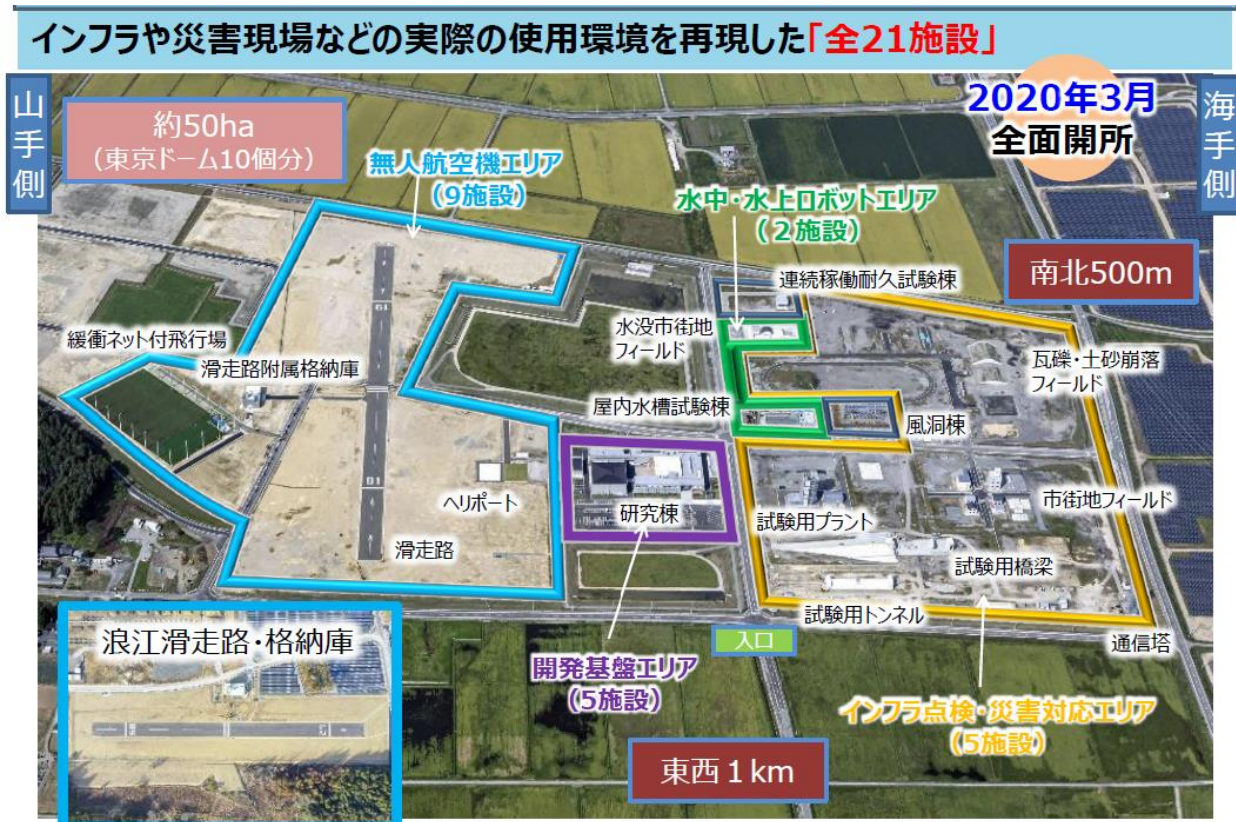 インフラや災害現場などの実際の使用環境を再現した「全21施設」
山手側
約50ha
（東京ドーム10個分）
2020年3月
全面開所
海手側
無人航空機エリア
（9施設）
水中・水上ロボットエリア
（２施設）
南北500m
連続稼働耐久試験棟
水没市街地
フィールド
緩衝ネット付飛行場
滑走路附属格納庫
瓦礫・土砂崩落
フィールド
屋内水槽試験棟
風洞棟
ヘリポート
研究棟
試験用プラント
市街地フィールド
滑走路
試験用橋梁
試験用トンネル
通信塔
入口
浪江滑走路・格納庫
開発基盤エリア
（5施設）
インフラ点検・災害対応エリア
（5施設）
東西１km